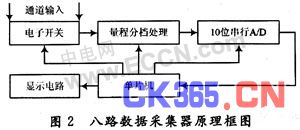 通道输入
电子开关
量程分档处理
10位串行A/D
显示电路
单片机
中电网
ECCN.COM
CK365.CN
图2 八路数据采集器原理框图